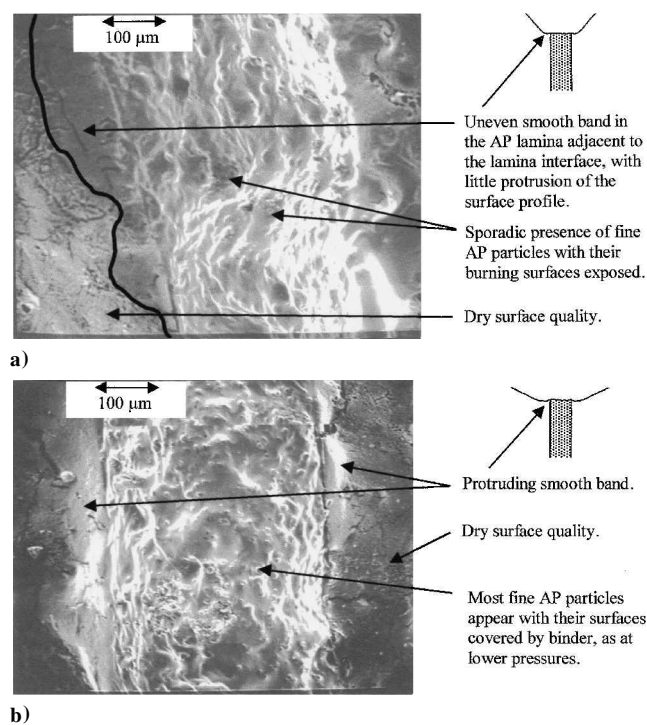 100 μm
Uneven smooth band in
the AP lamina adjacent to
the lamina interface, with
little protrusion of the
surface profile.
Sporadic presence of fine
AP particles with their
burning surfaces exposed.
Dry surface quality.
a)
100 μm
Protruding smooth band.
Dry surface quality.
Most fine AP particles
appear with their surfaces
covered by binder, as at
lower pressures.
b)